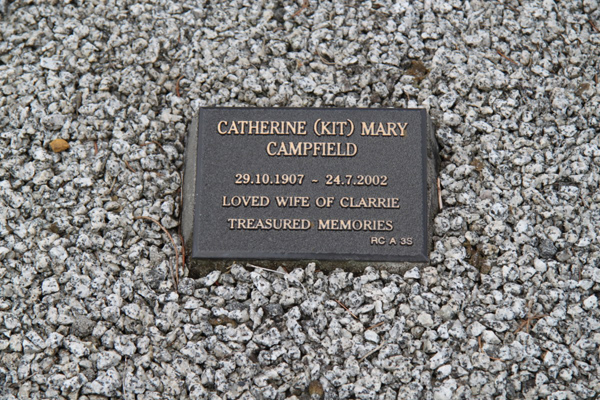 CATHERINE (KIT) MARY
CAMPFIELD
29.10.1907 ~ 24.7.2002
LOVED WIFE OF CLARRIE
TREASURED MEMORIES
RC A 35